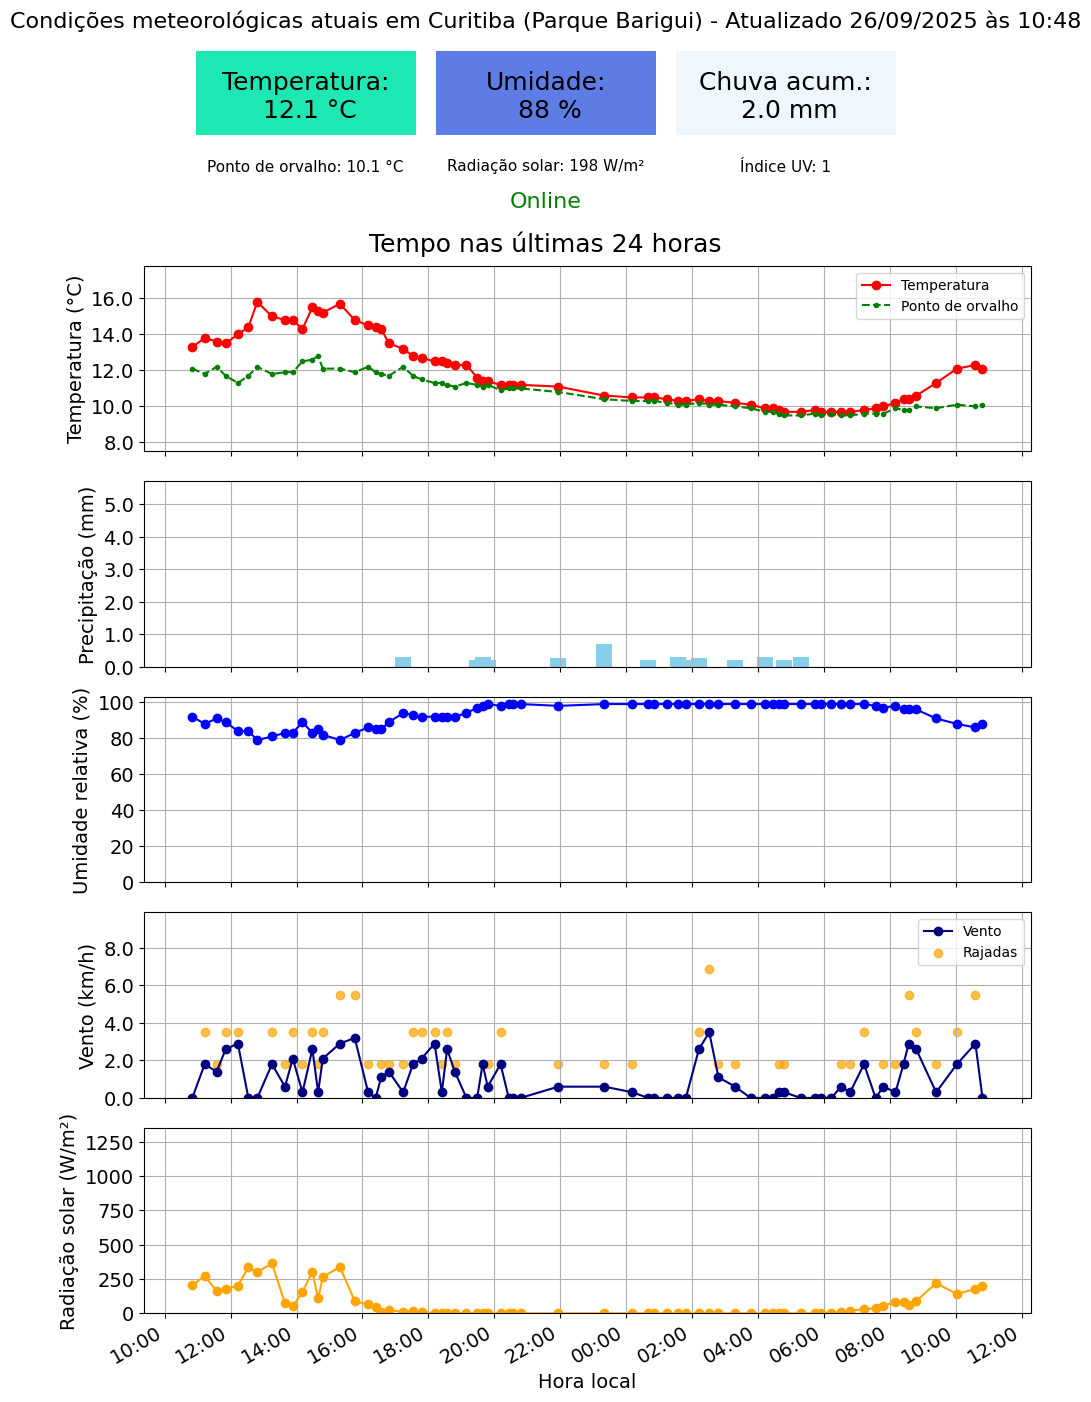 Condições meteorológicas atuais em Curitiba (Parque Barigui) - Atualizado 26/09/2025 às 10:48
Temperatura:
12.1 °C
Umidade:
88 %
Chuva acum.:
2.0 mm
Ponto de orvalho: 10.1 °C
Radiação solar: 198 W/m²
Índice UV: 1
Online
Tempo nas últimas 24 horas
Temperatura (°C)
16.0
14.0
12.0
10.0
8.0
Temperatura
Ponto de orvalho
Precipitação (mm)
5.0
4.0
3.0
2.0
1.0
0.0
Umidade relativa (%)
100
80
60
40
20
0
Vento (km/h)
8.0
6.0
4.0
2.0
0.0
Vento
Rajadas
Radiação solar (W/m²)
1250
1000
750
500
250
0
10:00
12:00
14:00
16:00
18:00
20:00
22:00
00:00
02:00
04:00
06:00
08:00
10:00
12:00
Hora local